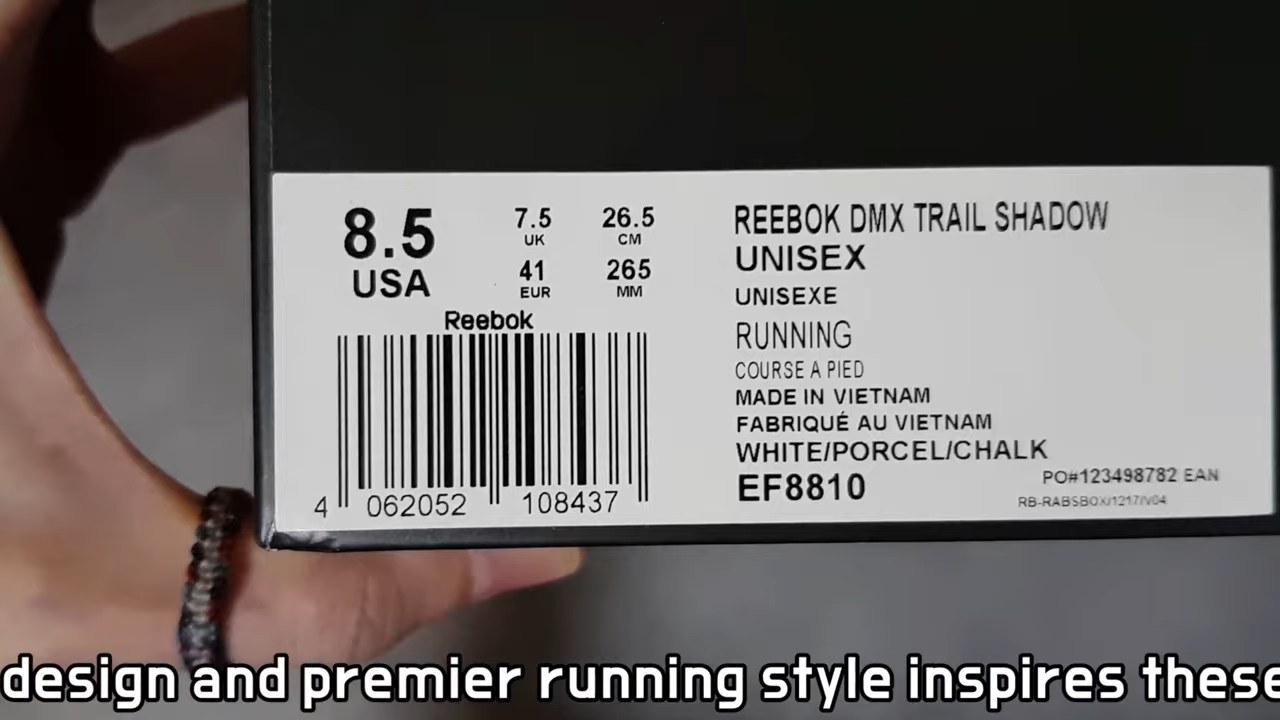 8.5
USA
7.5
UK
26.5
CM
41
EUR
265
MM
Reebok
4 062052 108437
REEBOK DMX TRAIL SHADOW
UNISEX
UNISEXE
RUNNING
COURSE A PIED
MADE IN VIETNAM
FABRIQUÉ AU VIETNAM
WHITE/PORCEL/CHALK
EF8810
PO#123498782 EAN
RB-RABSBOX/1217/V04
design and premier running style inspires these